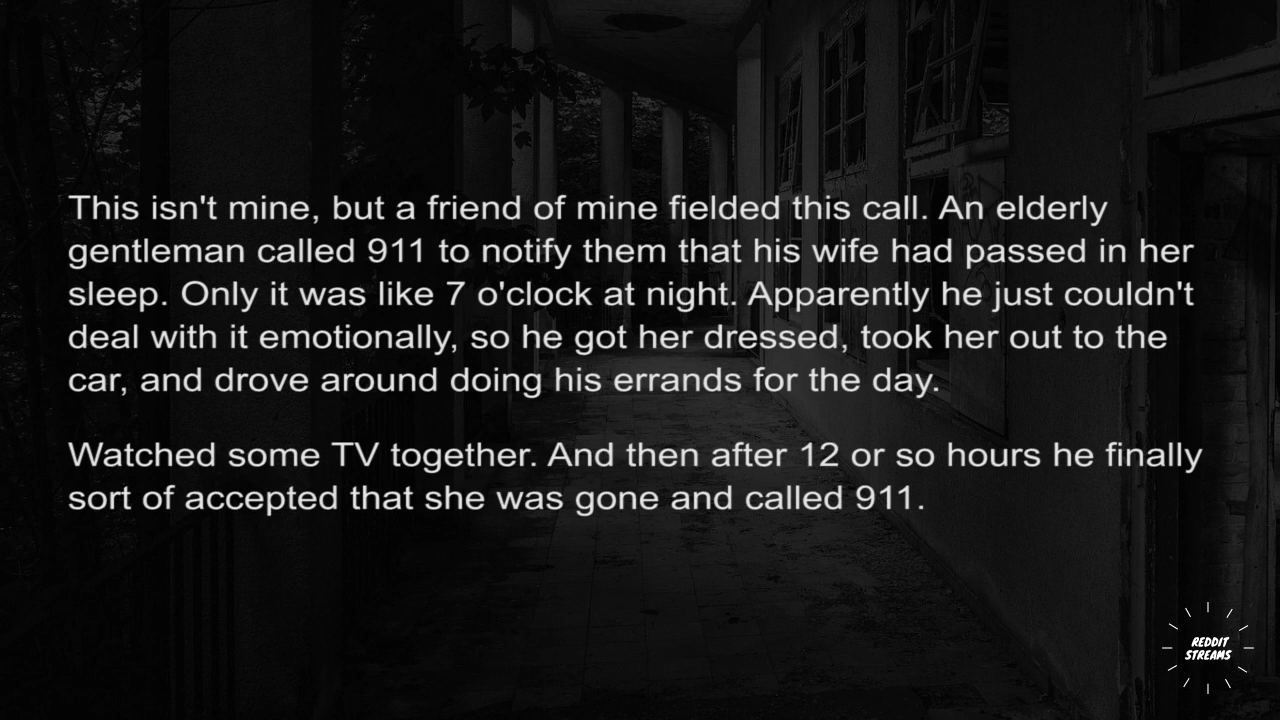 This isn't mine, but a friend of mine fielded this call. An elderly
gentleman called 911 to notify them that his wife had passed in her
sleep. Only it was like 7 o'clock at night. Apparently he just couldn't
deal with it emotionally, so he got her dressed, took her out to the
car, and drove around doing his errands for the day.
Watched some TV together. And then after 12 or so hours he finally
sort of accepted that she was gone and called 911.
REDDIT
STREAMS